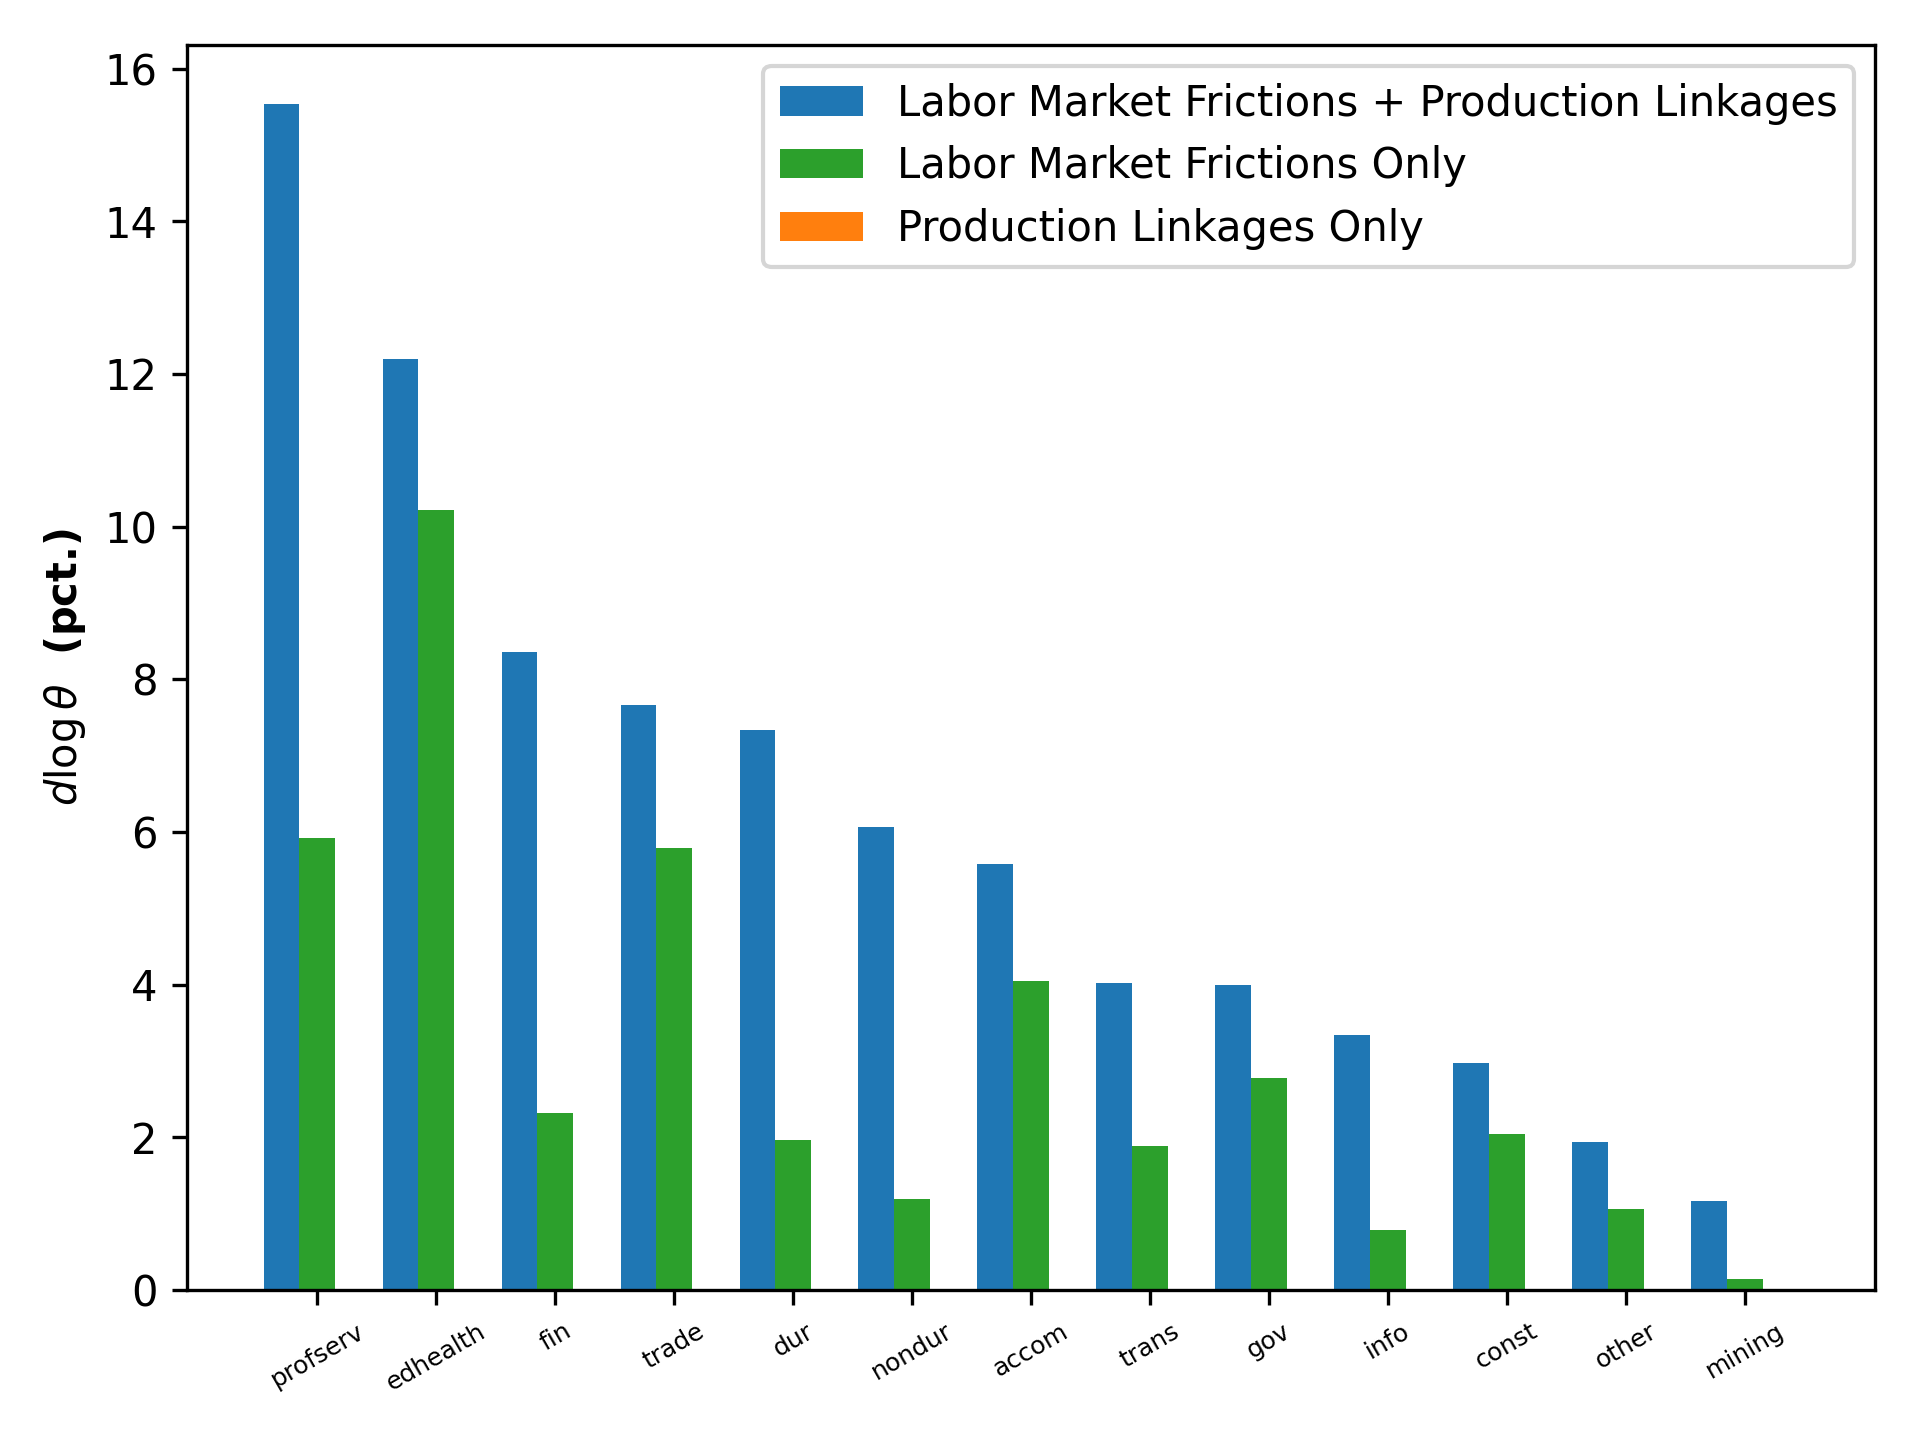 Labor Market Frictions + Production Linkages
Labor Market Frictions Only
Production Linkages Only
16
14
12
10
8
6
4
2
0
d log θ (pct.)
profserv
edhealth
fin
trade
dur
nondur
accom
trans
gov
info
const
other
mining